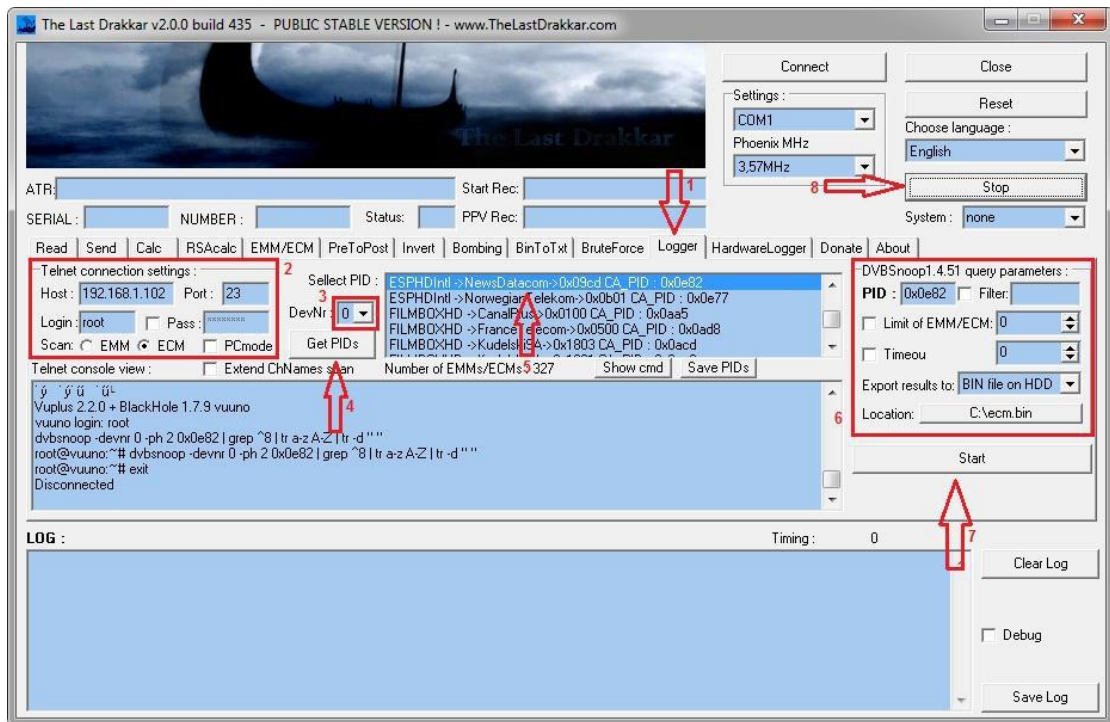 The Last Drakkar v2.0.0 build 435 - PUBLIC STABLE VERSION ! - www.TheLastDrakkar.com
The Last Drakkar
Connect
Close
Settings :
COM1
Phoenix MHz
3,57MHz
Reset
Choose language :
English
8
Stop
System : none
ATR:
Start Rec:
1
SERIAL :
NUMBER :
Status:
PPV Rec:
Read
Send
Calc
RSAcalc
EMM/ECM
PreToPost
Invert
Bombing
BinToTxt
BruteForce
Logger
HardwareLogger
Donate
About
Telnet connection settings :
2
Host : 192.168.1.102 Port : 23
Login : root Pass : ××××××××
Scan: EMM ECM PCmode
Sellect PID :
3
DevNr : 0
Get PIDs
4
ESPHDIntl ->NewsDatacom->0x09cd CA_PID : 0x0e82
ESPHDIntl ->NorwegianTelekom->0x0b01 CA_PID : 0x0e77
FILMBOXHD ->CanalPlus->0x0100 CA_PID : 0x0aa5
FILMBOXHD ->FranceTelecom->0x0500 CA_PID : 0x0ad8
FILMBOXHD ->KudelskiSA->0x1803 CA_PID : 0x0acd
5
DVBSnoop1.4.51 query parameters :
PID : 0x0e82 Filter:
Limit of EMM/ECM: 0
Timeou 0
Export results to: BIN file on HDD
Location: C:\ecm.bin
6
Telnet console view :
Extend ChNames scan
Number of EMMs/ECMs : 327
Show cmd
Save PIDs
Vuplus 2.2.0 + BlackHole 1.7.9 vuuno
vuuno login: root
dvbsnoop -devnr 0 -ph 2 0x0e82 | grep ^8 | tr a-z A-Z | tr -d " "
root@vuuno:~# dvbsnoop -devnr 0 -ph 2 0x0e82 | grep ^8 | tr a-z A-Z | tr -d " "
root@vuuno:~# exit
Disconnected
Start
7
LOG :
Timing : 0
Clear Log
Debug
Save Log